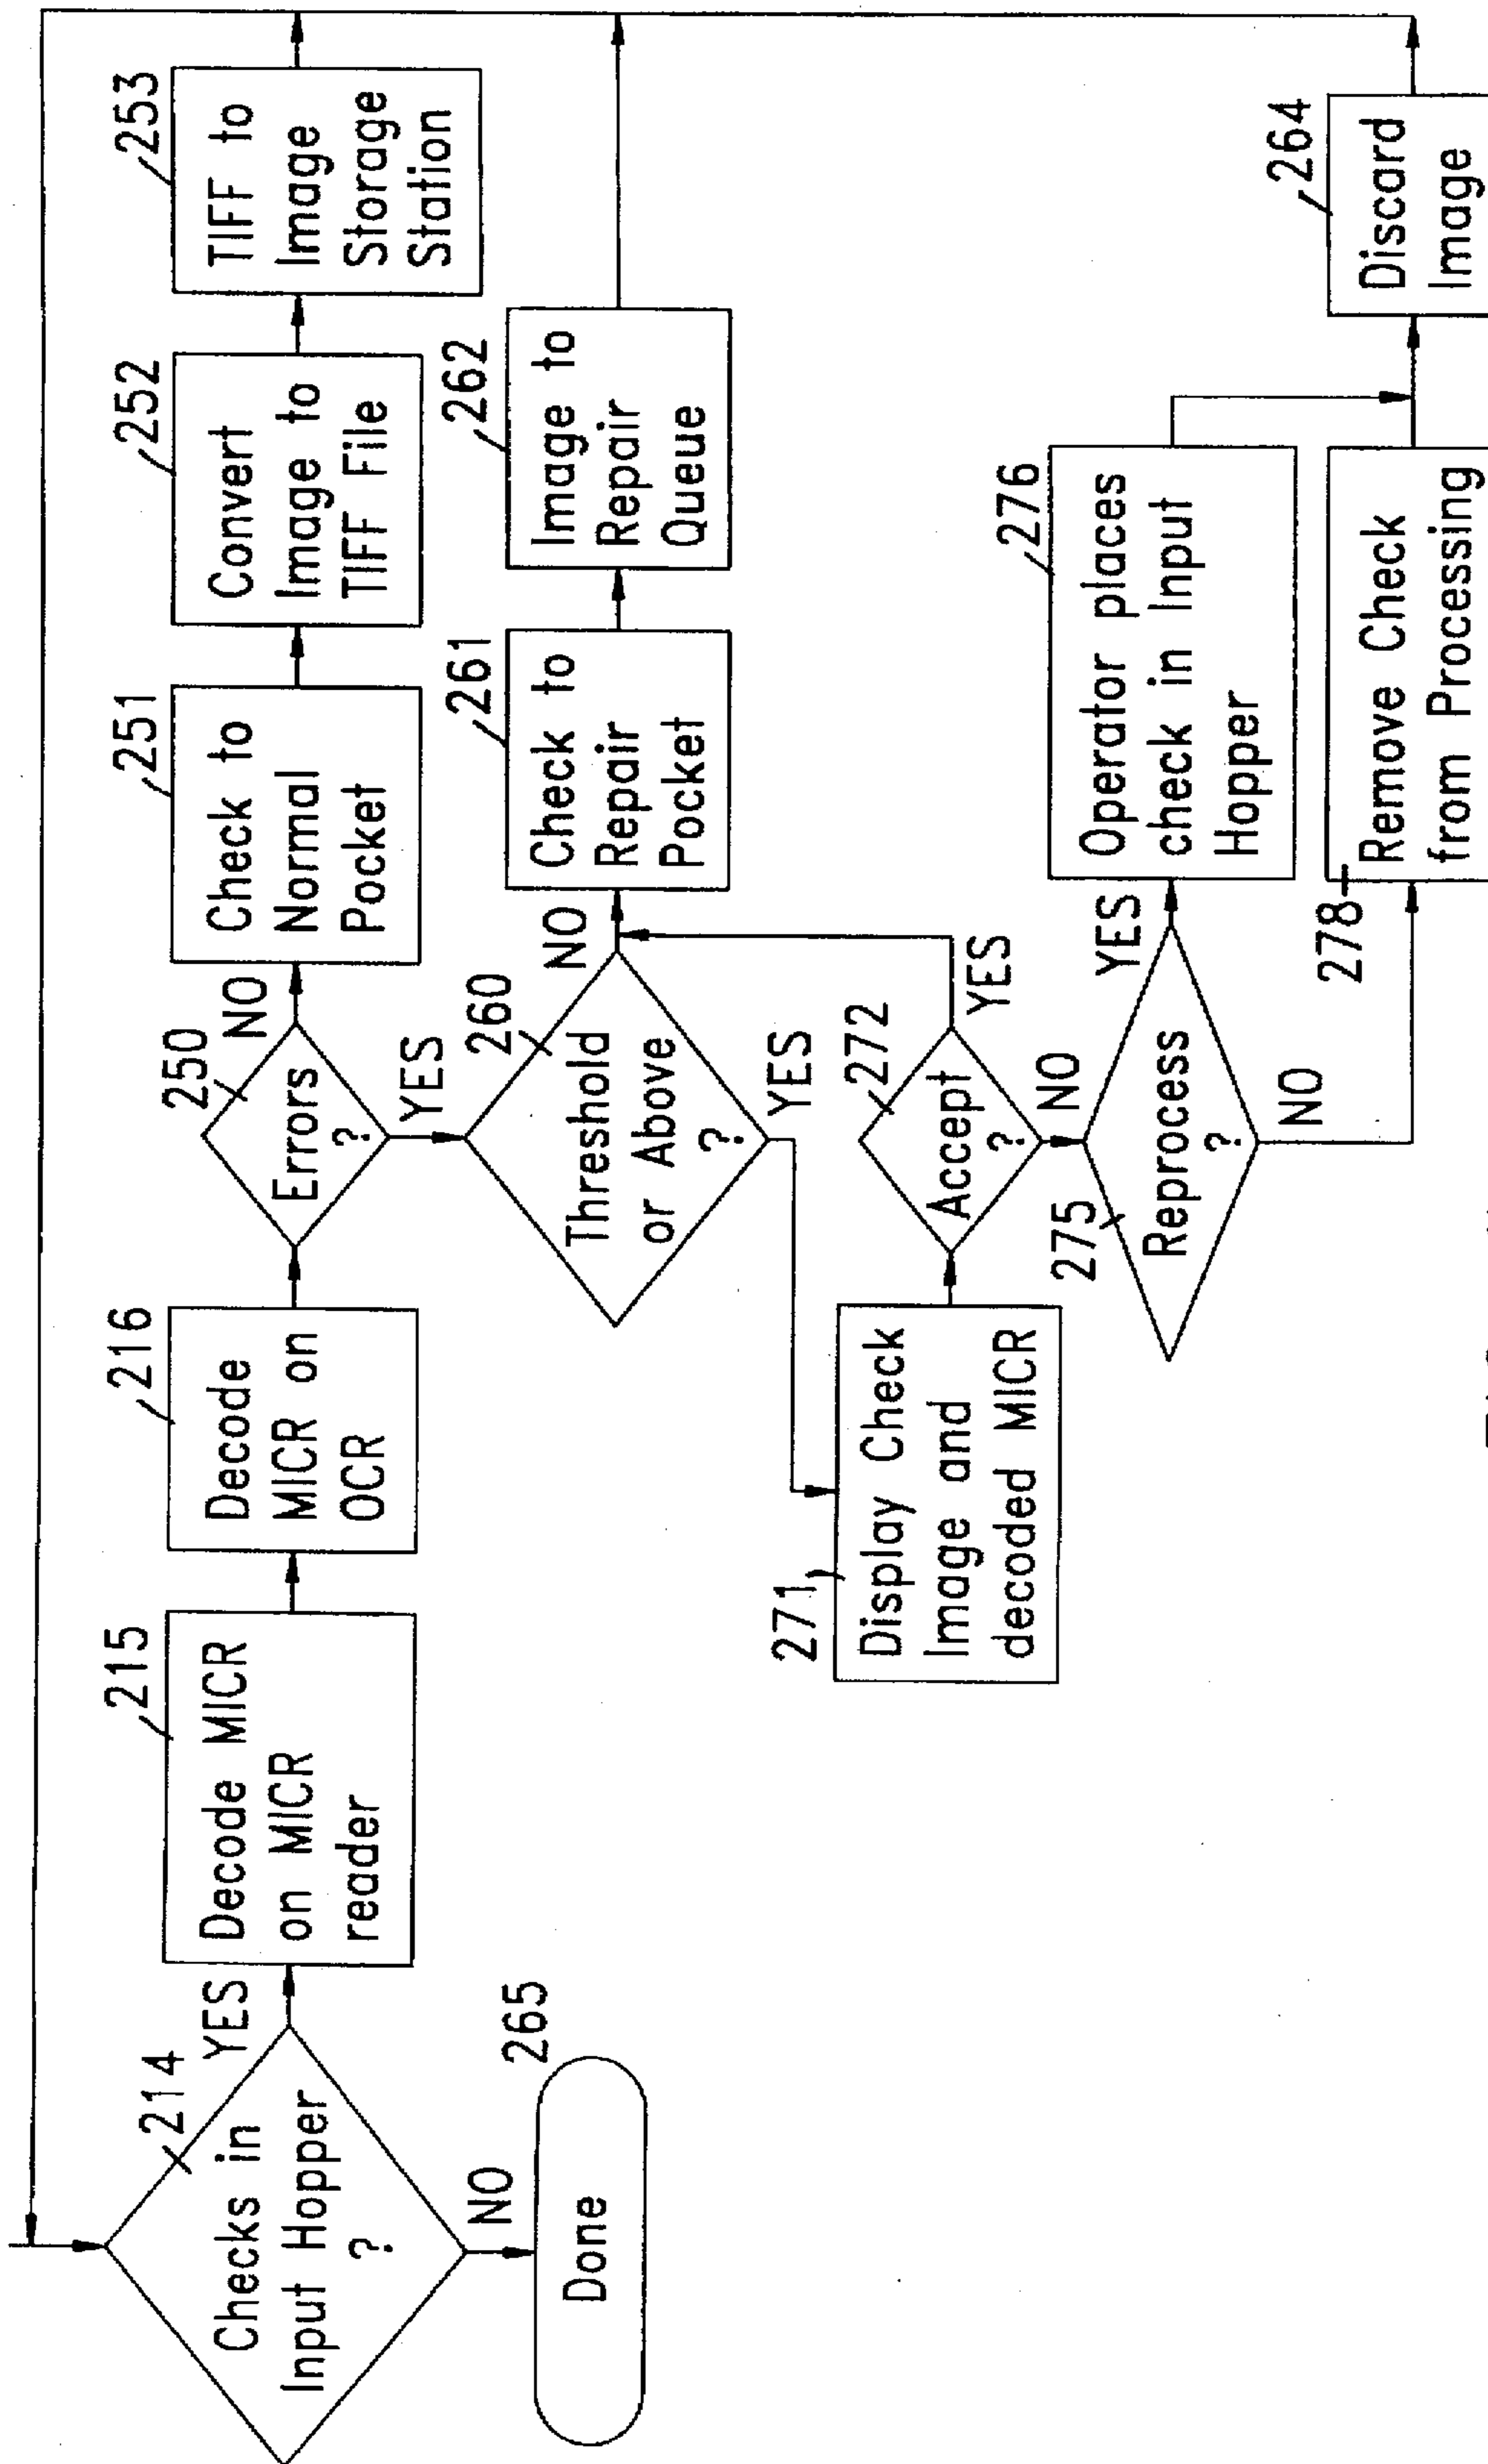 214
Checks in
Input Hopper
?
YES
NO
265
Done
215
Decode MICR
on MICR
reader
216
Decode
MICR on
OCR
250
Errors
?
NO
YES
251
Check to
Normal
Pocket
252
Convert
Image to
TIFF File
253
TIFF to
Image
Storage
Station
260
Threshold
or Above
?
NO
YES
261
Check to
Repair
Pocket
262
Image to
Repair
Queue
271
Display Check
Image and
decoded MICR
272
Accept
?
YES
NO
275
Reprocess
?
YES
NO
276
Operator places
check in Input
Hopper
278
Remove Check
from Processing
264
Discard
Image